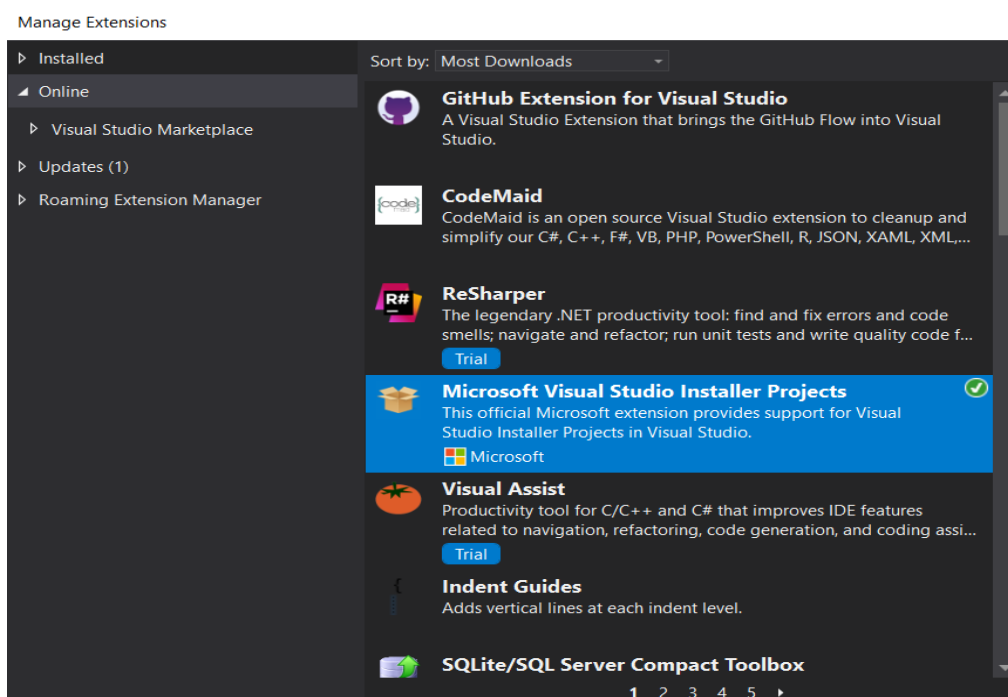 Manage Extensions
Installed
Online
Visual Studio Marketplace
Updates (1)
Roaming Extension Manager
Sort by: Most Downloads
GitHub Extension for Visual Studio
A Visual Studio Extension that brings the GitHub Flow into Visual
Studio.
{code}
maid
CodeMaid
CodeMaid is an open source Visual Studio extension to cleanup and
simplify our C#, C++, F#, VB, PHP, PowerShell, R, JSON, XAML, XML,...
R#
ReSharper
The legendary .NET productivity tool: find and fix errors and code
smells; navigate and refactor; run unit tests and write quality code f...
Trial
Microsoft Visual Studio Installer Projects
This official Microsoft extension provides support for Visual
Studio Installer Projects in Visual Studio.
Microsoft
Visual Assist
Productivity tool for C/C++ and C# that improves IDE features
related to navigation, refactoring, code generation, and coding assi...
Trial
Indent Guides
Adds vertical lines at each indent level.
SQLite/SQL Server Compact Toolbox
1 2 3 4 5